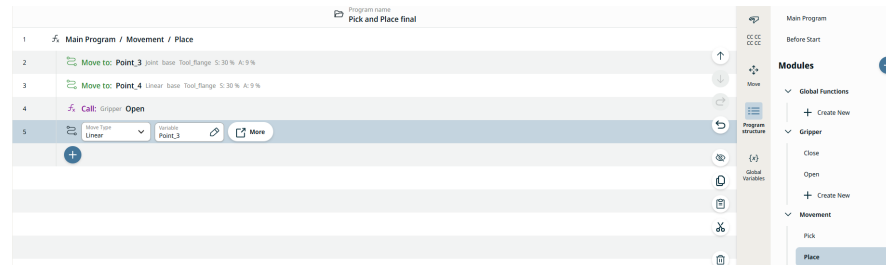 Program name
Pick and Place final
1 fx Main Program / Movement / Place
2 Move to: Point_3 Joint base Tool_flange S: 30 % A: 9 %
3 Move to: Point_4 Linear base Tool_flange S: 30 % A: 9 %
4 fx Call: Gripper Open
5 Move Type Linear Variable Point_3 More
CC CC
CC CC
Move
Program structure
{x}
Global Variables
Main Program
Before Start
Modules
Global Functions
Create New
Gripper
Close
Open
Create New
Movement
Pick
Place